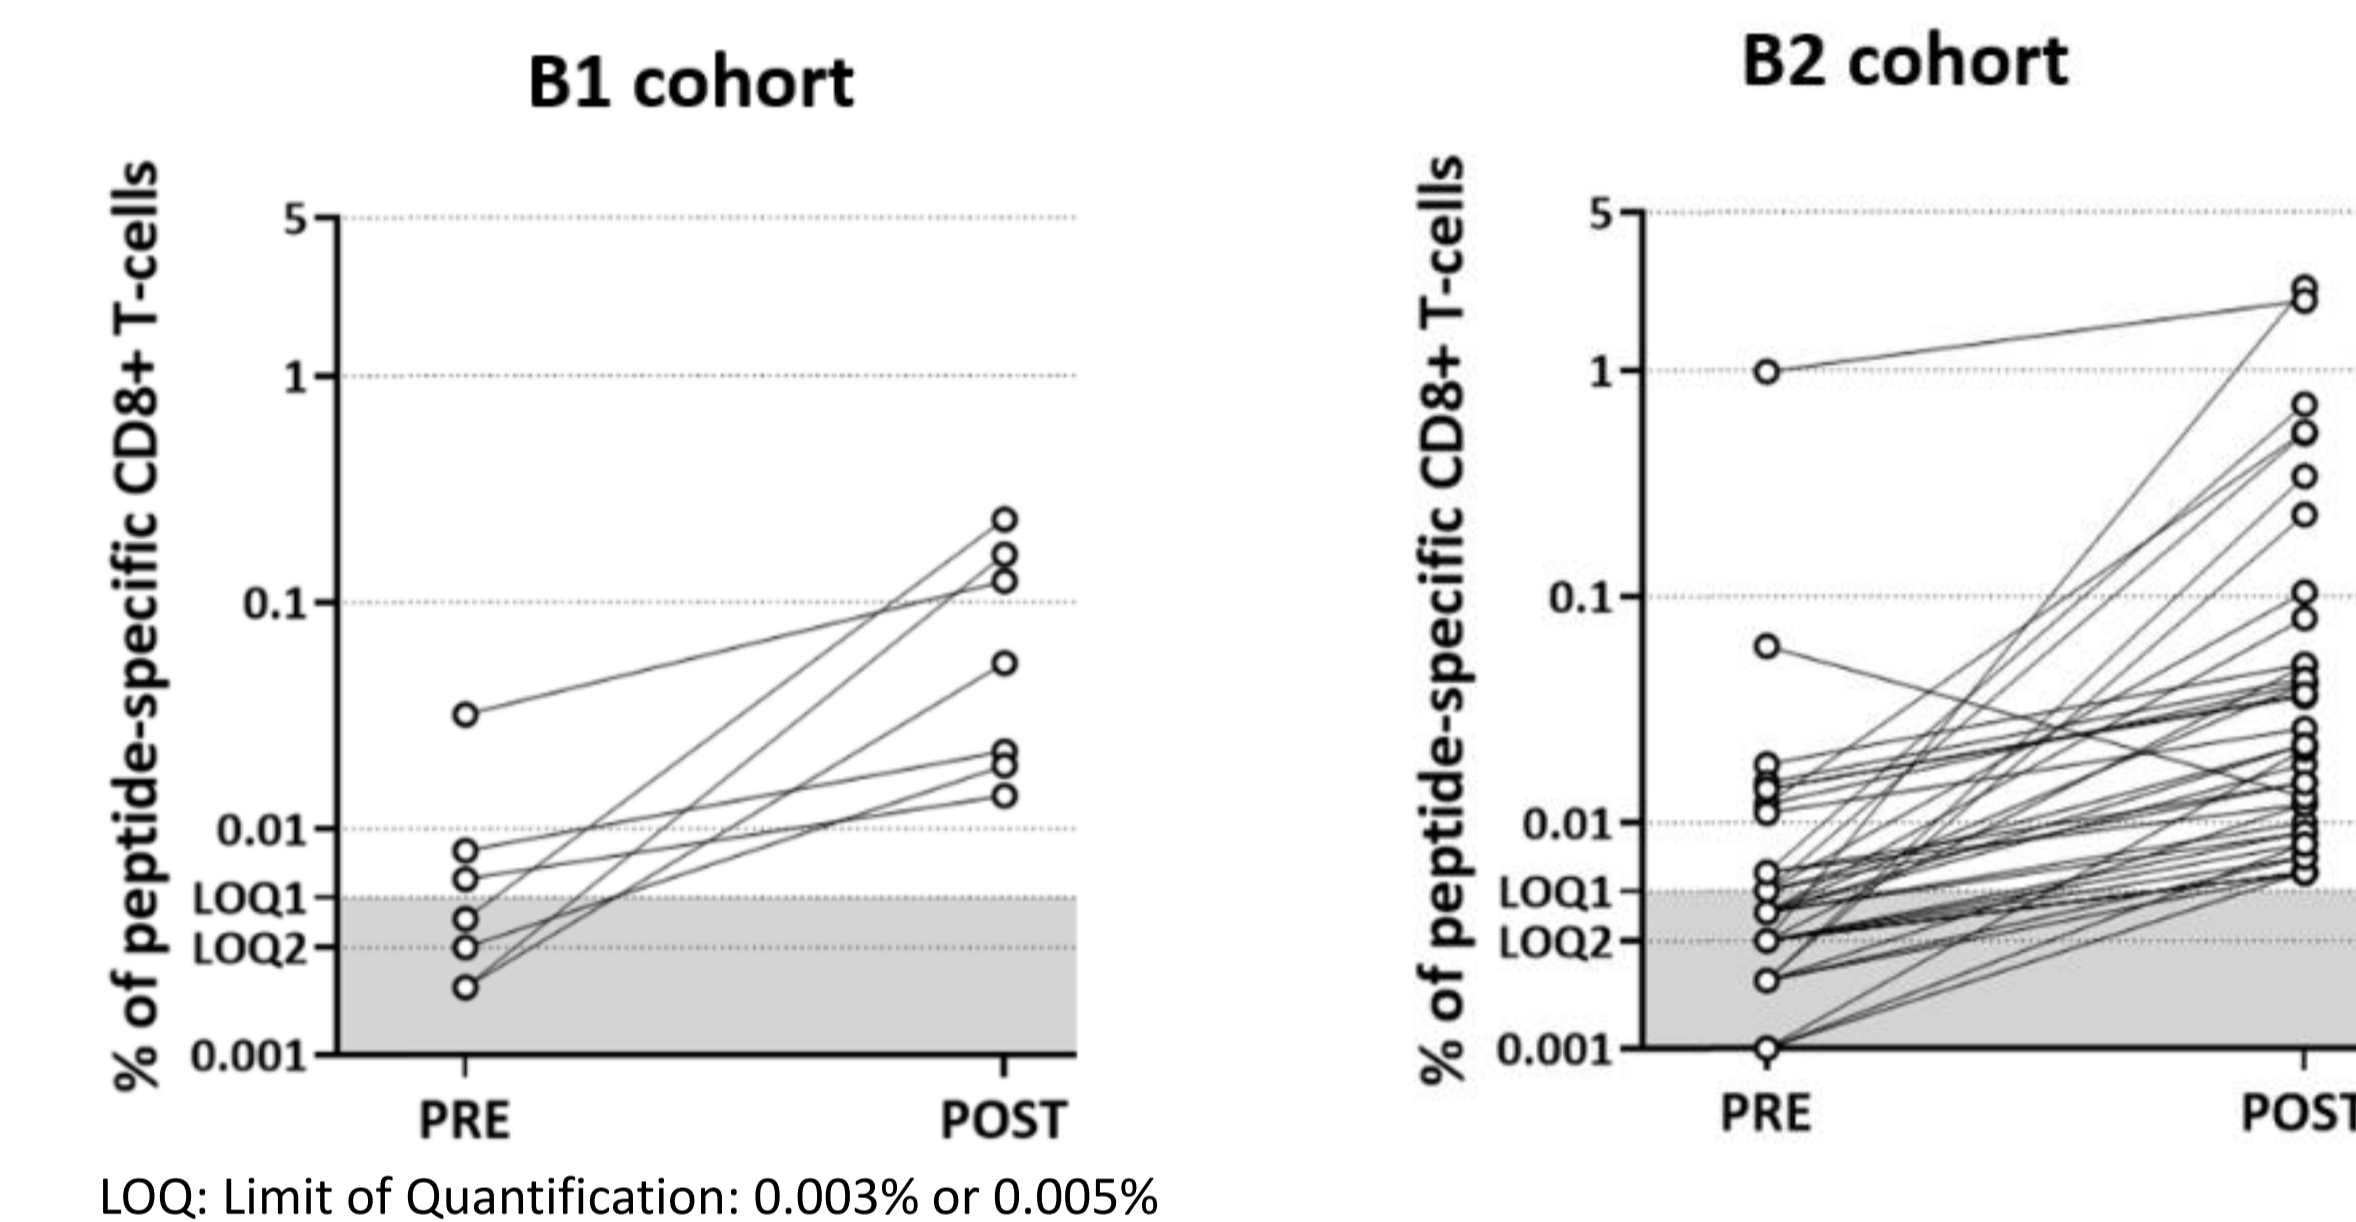 B1 cohort
% of peptide-specific CD8+ T-cells
5
1
0.1
0.01
LOQ1
LOQ2
0.001
PRE POST
LOQ: Limit of Quantification: 0.003% or 0.005%
B2 cohort
% of peptide-specific CD8+ T-cells
5
1
0.1
0.01
LOQ1
LOQ2
0.001
PRE POST